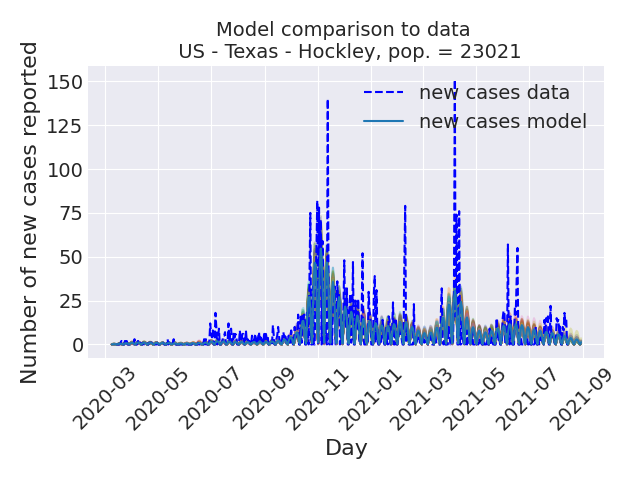 Model comparison to data
US - Texas - Hockley, pop. = 23021
Number of new cases reported
150
125
100
75
50
25
0
new cases data
new cases model
2020-03
2020-05
2020-07
2020-09
2020-11
2021-01
2021-03
2021-05
2021-07
2021-09
Day